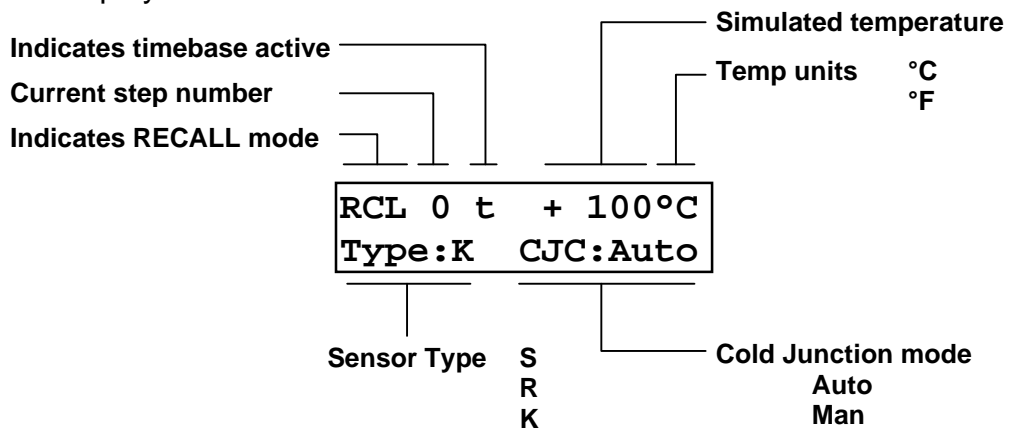 Simulated temperature
Indicates timebase active
Temp units °C
°F
Current step number
Indicates RECALL mode
RCL 0 t + 100°C
Type:K CJC:Auto
Sensor Type S
R
K
Cold Junction mode
Auto
Man